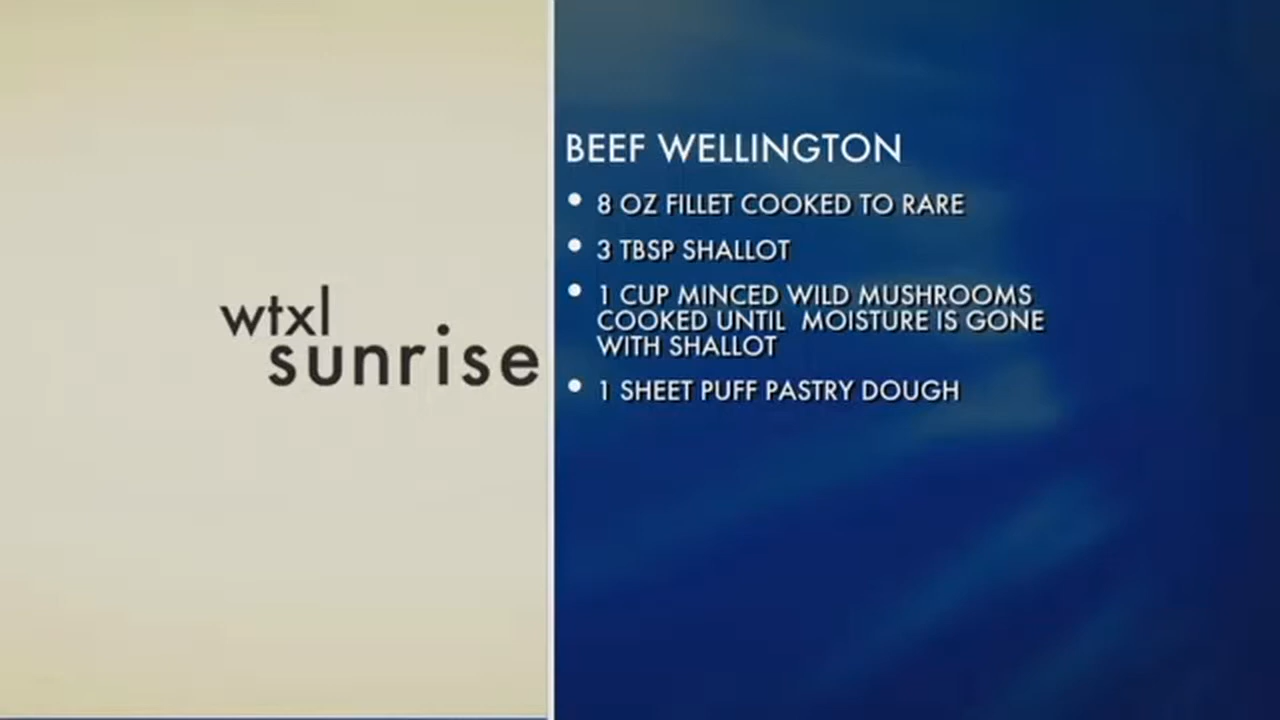 wtxl
sunrise
BEEF WELLINGTON
• 8 OZ FILLET COOKED TO RARE
• 3 TBSP SHALLOT
• 1 CUP MINCED WILD MUSHROOMS
COOKED UNTIL  MOISTURE IS GONE
WITH SHALLOT
• 1 SHEET PUFF PASTRY DOUGH